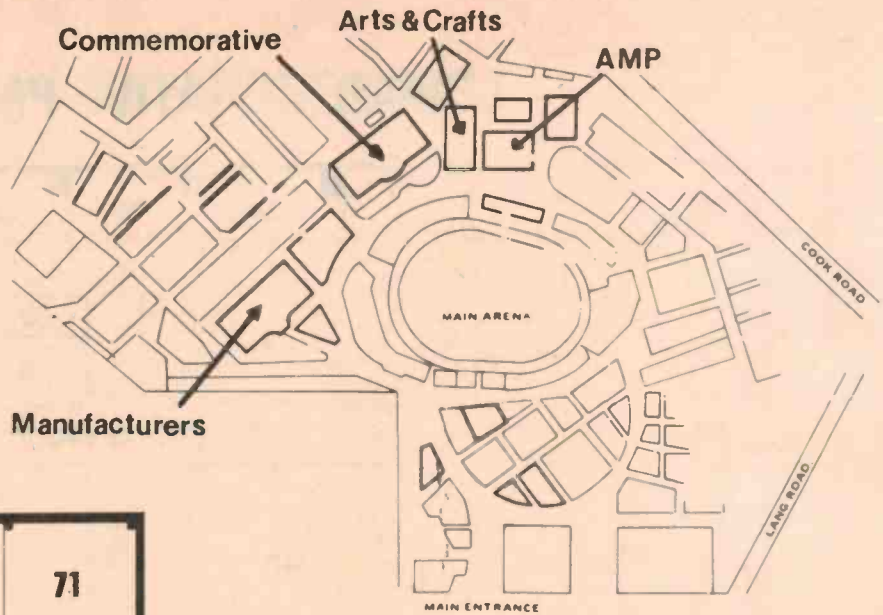 Arts & Crafts
Commemorative
AMP
COOK ROAD
MAIN ARENA
Manufacturers
LANG ROAD
71
MAIN ENTRANCE